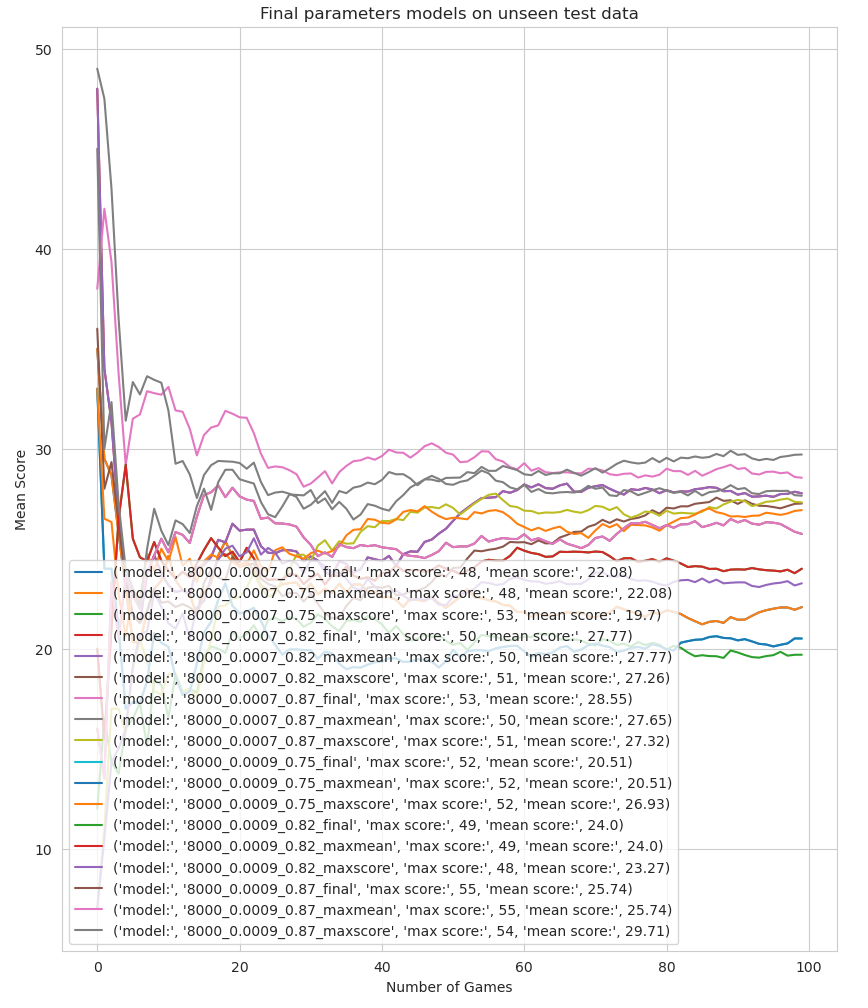 Final parameters models on unseen test data
50
40
30
20
10
Mean Score
('model:', '8000_0.0007_0.75_final', 'max score:', 48, 'mean score:', 22.08)
('model:', '8000_0.0007_0.75_maxmean', 'max score:', 48, 'mean score:', 22.08)
('model:', '8000_0.0007_0.75_maxscore', 'max score:', 53, 'mean score:', 19.7)
('model:', '8000_0.0007_0.82_final', 'max score:', 50, 'mean score:', 27.77)
('model:', '8000_0.0007_0.82_maxmean', 'max score:', 50, 'mean score:', 27.77)
('model:', '8000_0.0007_0.82_maxscore', 'max score:', 51, 'mean score:', 27.26)
('model:', '8000_0.0007_0.87_final', 'max score:', 53, 'mean score:', 28.55)
('model:', '8000_0.0007_0.87_maxmean', 'max score:', 50, 'mean score:', 27.65)
('model:', '8000_0.0007_0.87_maxscore', 'max score:', 51, 'mean score:', 27.32)
('model:', '8000_0.0009_0.75_final', 'max score:', 52, 'mean score:', 20.51)
('model:', '8000_0.0009_0.75_maxmean', 'max score:', 52, 'mean score:', 20.51)
('model:', '8000_0.0009_0.75_maxscore', 'max score:', 52, 'mean score:', 26.93)
('model:', '8000_0.0009_0.82_final', 'max score:', 49, 'mean score:', 24.0)
('model:', '8000_0.0009_0.82_maxmean', 'max score:', 49, 'mean score:', 24.0)
('model:', '8000_0.0009_0.82_maxscore', 'max score:', 48, 'mean score:', 23.27)
('model:', '8000_0.0009_0.87_final', 'max score:', 55, 'mean score:', 25.74)
('model:', '8000_0.0009_0.87_maxmean', 'max score:', 55, 'mean score:', 25.74)
('model:', '8000_0.0009_0.87_maxscore', 'max score:', 54, 'mean score:', 29.71)
0 20 40 60 80 100
Number of Games